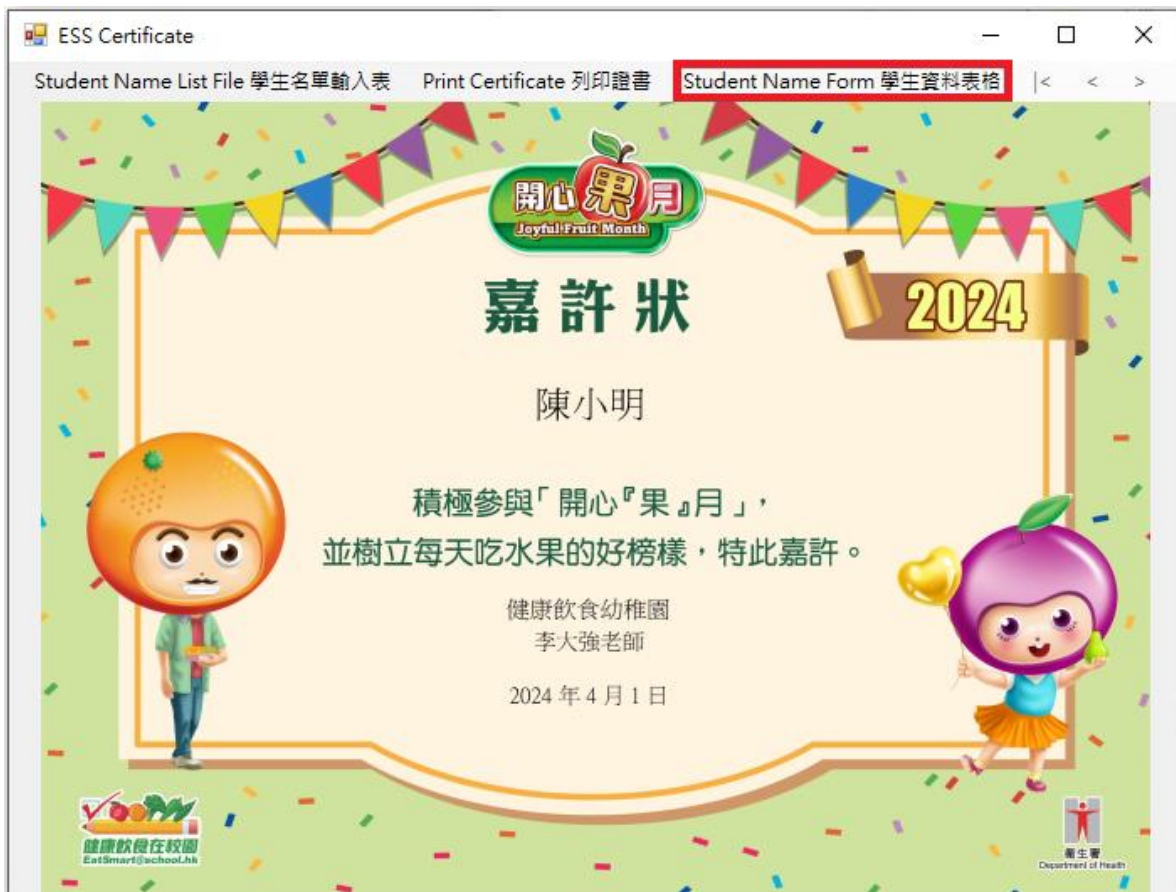 ESS Certificate
Student Name List File 學生名單輸入表 Print Certificate 列印證書 Student Name Form 學生資料表格 |< < >
開心果月
Joyful Fruit Month
嘉許狀
2024
陳小明
積極參與「開心『果』月」，
並樹立每天吃水果的好榜樣，特此嘉許。
健康飲食幼稚園
李大強老師
2024 年 4 月 1 日
健康飲食在校園
EatSmart@school.hk
衞生署
Department of Health